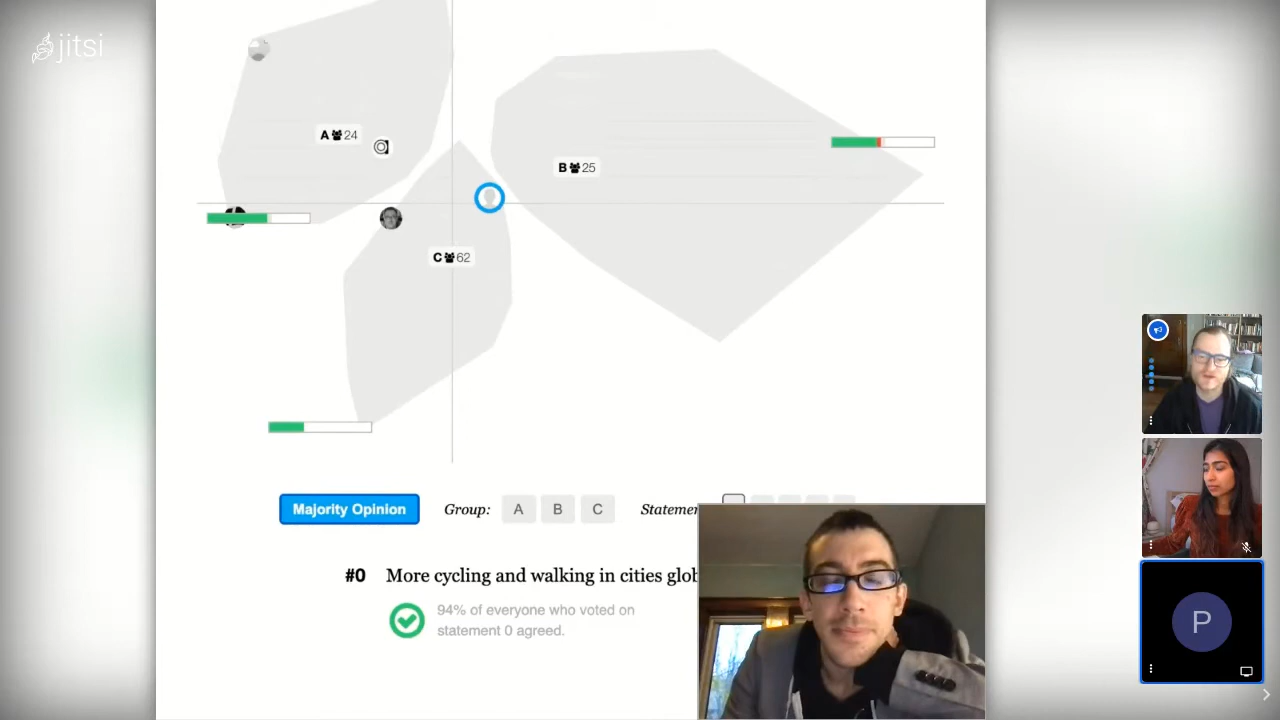 jitsi
A 24
B 25
C 62
Majority Opinion Group: A B C
#0 More cycling and walking in cities
94% of everyone who voted on
statement 0 agreed.
P